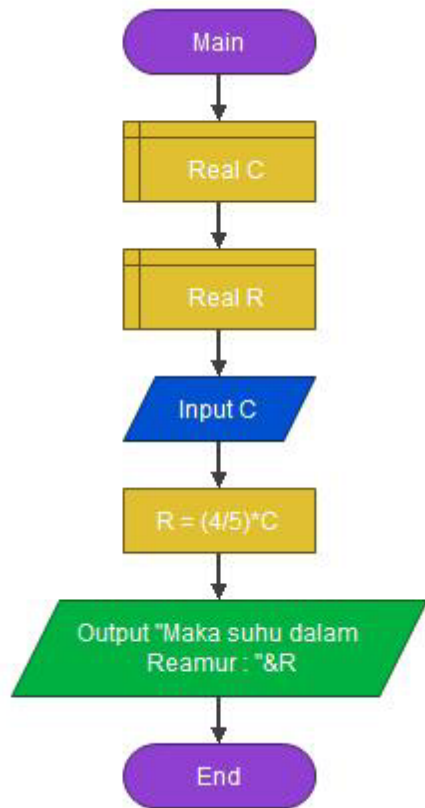 Main
Real C
Real R
Input C
R = (4/5)*C
Output "Maka suhu dalam
Reamur : "&R
End